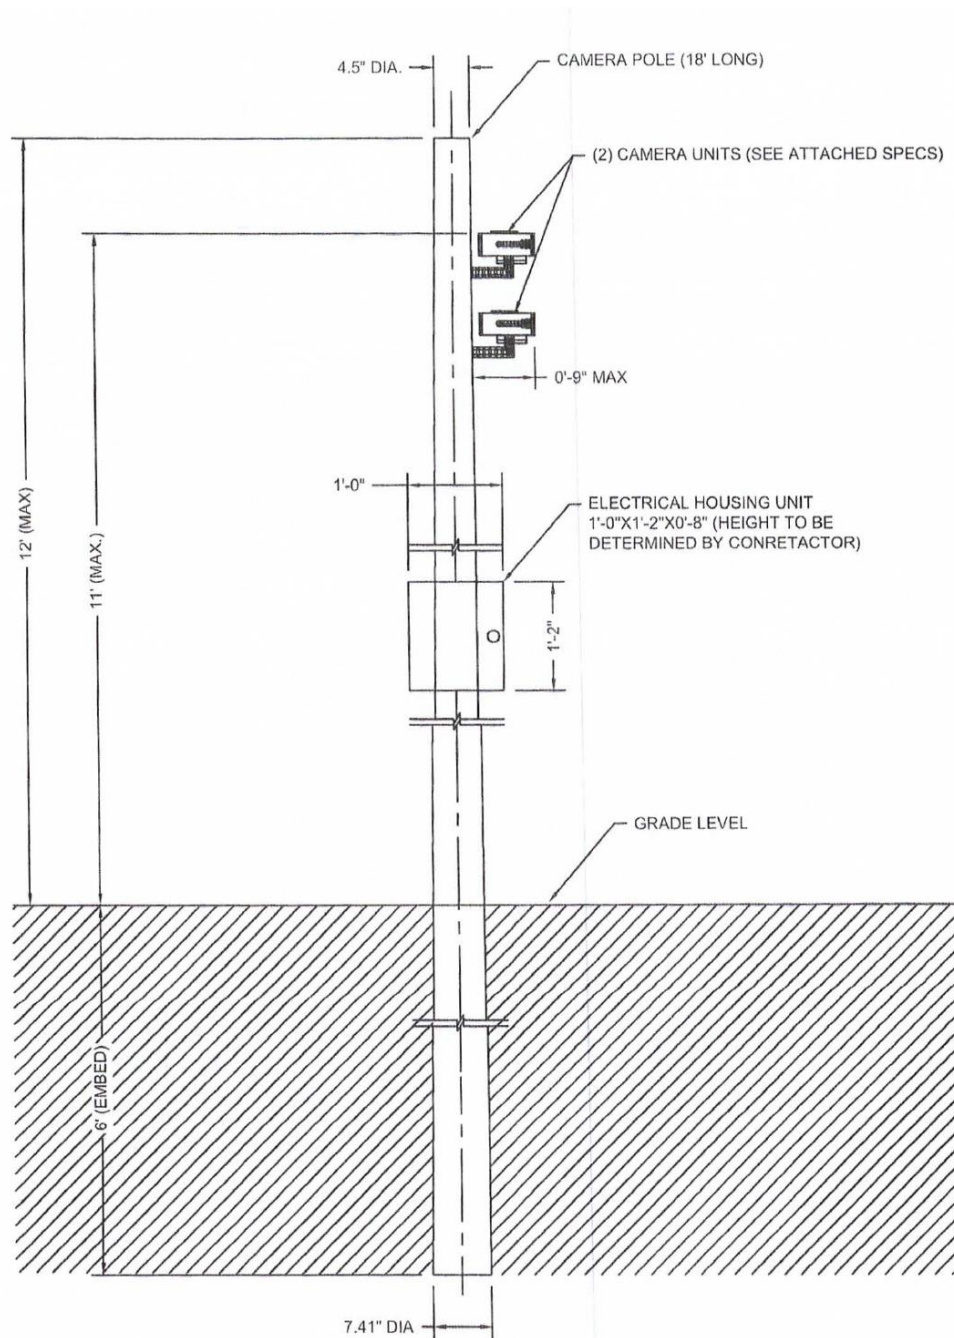 4.5" DIA.
CAMERA POLE (18' LONG)
(2) CAMERA UNITS (SEE ATTACHED SPECS)
0'-9" MAX
12' (MAX)
11' (MAX.)
1'-0"
ELECTRICAL HOUSING UNIT
1'-0"X1'-2"X0'-8" (HEIGHT TO BE
DETERMINED BY CONRETACTOR)
1'-2"
GRADE LEVEL
6' (EMBED)
7.41" DIA